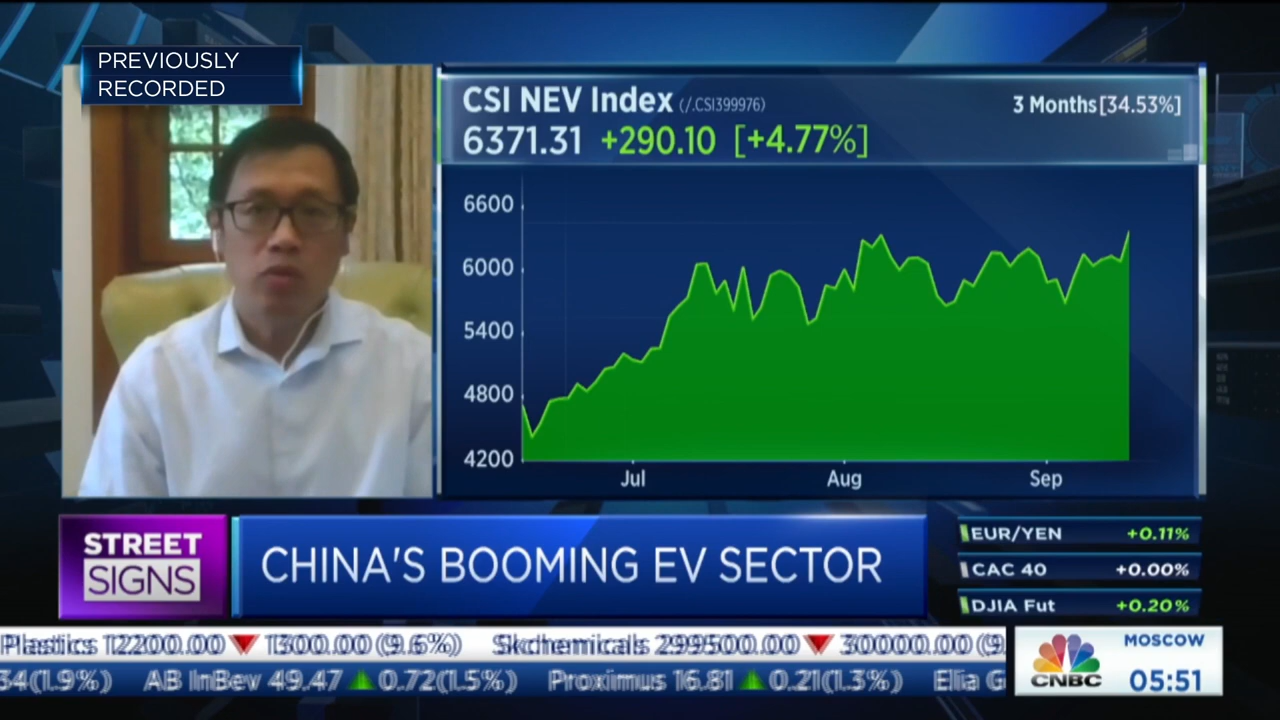 PREVIOUSLY
RECORDED
CSI NEV Index (/.CSI399976) 3 Months[34.53%]
6371.31 +290.10 [+4.77%]
6600
6000
5400
4800
4200
Jul Aug Sep
STREET
SIGNS
CHINA'S BOOMING EV SECTOR
EUR/YEN +0.11%
CAC 40 +0.00%
DJIA Fut +0.20%
Plastics 12200.00 ▼ 1300.00 (9.6%) Skchemicals 299500.00 ▼ 30000.00 (9.
34(1.9%) AB InBev 49.47 ▲ 0.72(1.5%) Proximus 16.81 ▲ 0.21(1.3%) Elia G
CNBC
MOSCOW
05:51